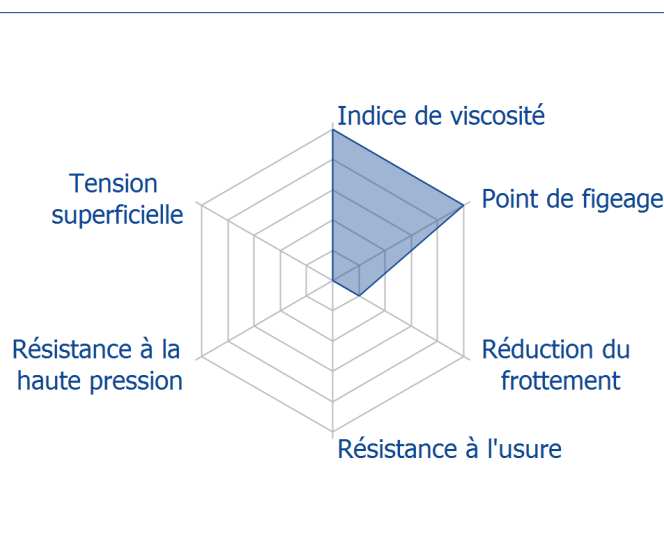 Indice de viscosité
Tension
superficielle
Point de figeage
Résistance à la
haute pression
Réduction du
frottement
Résistance à l'usure